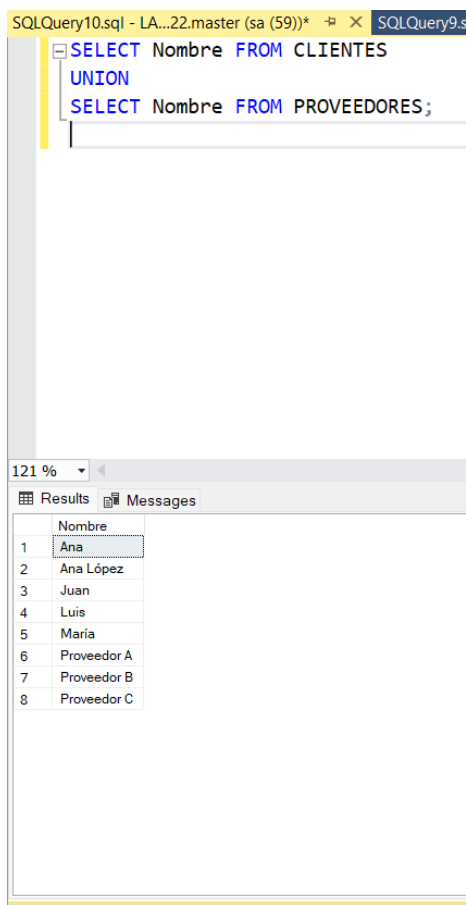 SQLQuery10.sql - LA...22.master (sa (59))* SQLQuery9.s
SELECT Nombre FROM CLIENTES
UNION
SELECT Nombre FROM PROVEEDORES;
121 %
Results Messages
Nombre
1 Ana
2 Ana López
3 Juan
4 Luis
5 María
6 Proveedor A
7 Proveedor B
8 Proveedor C